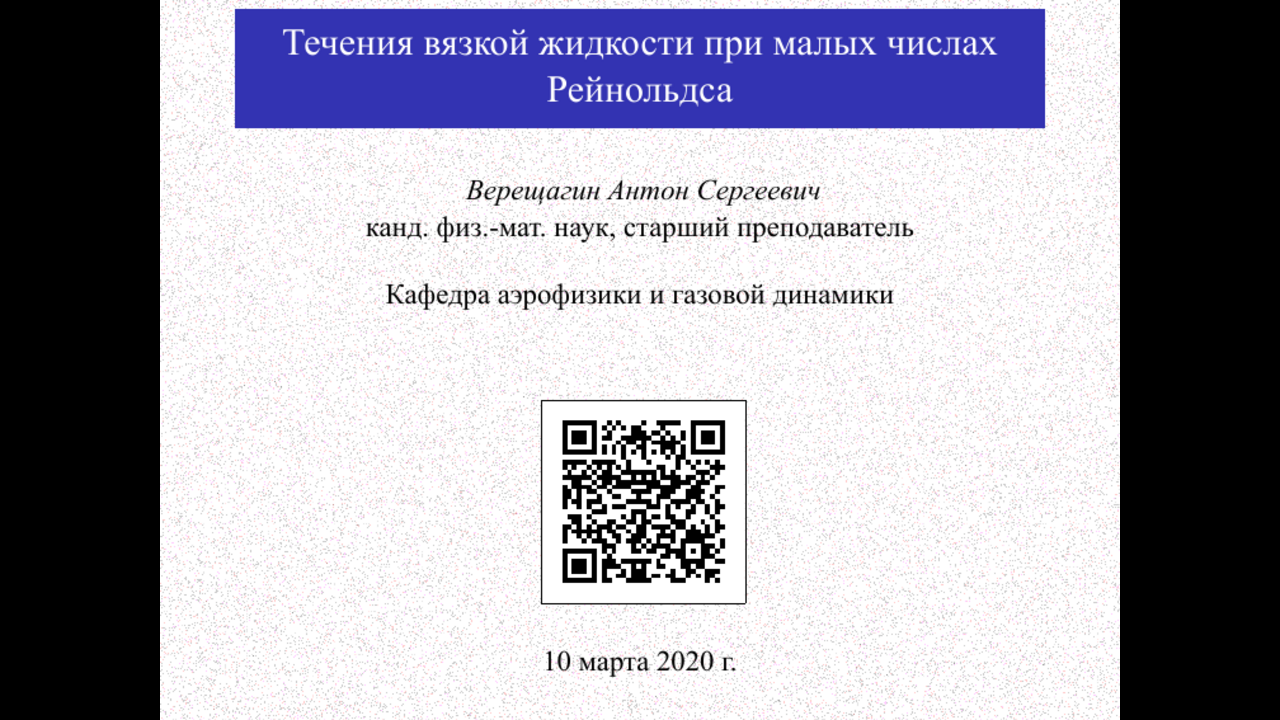 Течения вязкой жидкости при малых числах
Рейнольдса
Верещагин Антон Сергеевич
канд. физ.-мат. наук, старший преподаватель
Кафедра аэрофизики и газовой динамики
10 марта 2020 г.